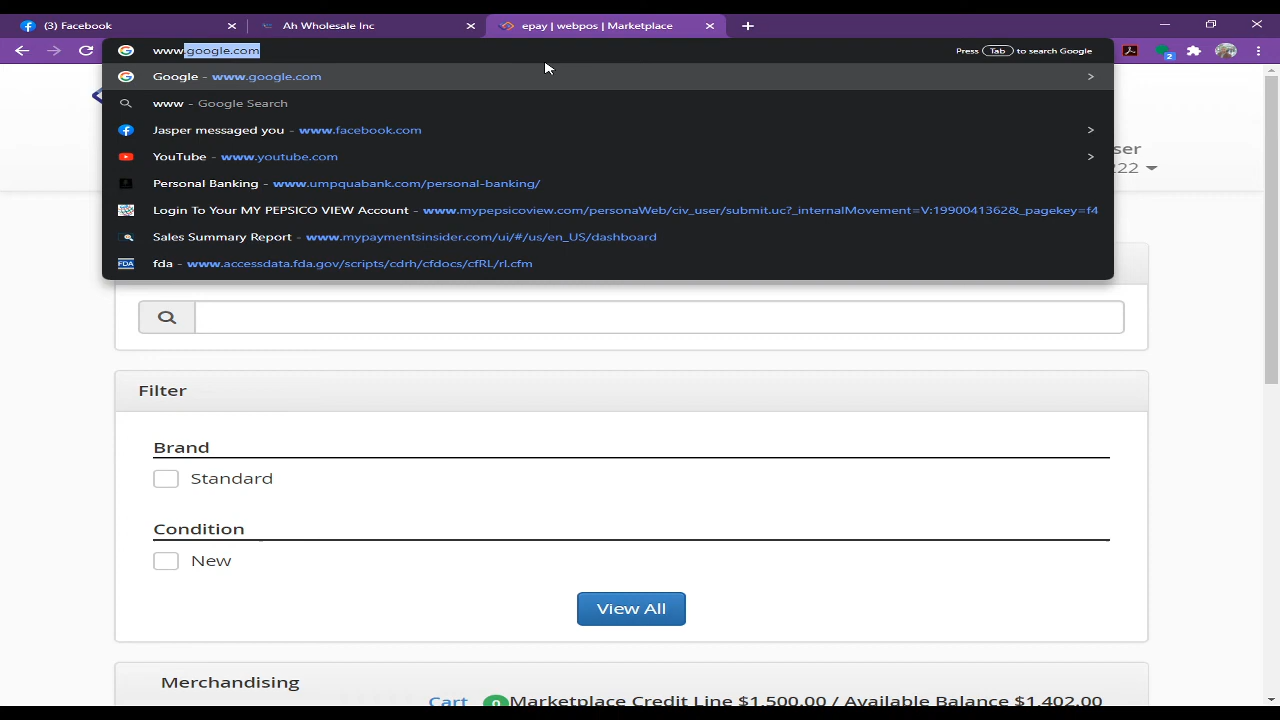 (3) Facebook
Ah Wholesale Inc
epay | webpos | Marketplace
www.google.com
Press Tab to search Google
Google - www.google.com
www - Google Search
Jasper messaged you - www.facebook.com
YouTube - www.youtube.com
Personal Banking - www.umpquabank.com/personal-banking/
Login To Your MY PEPSICO VIEW Account - www.mypepsicoview.com/personaWeb/civ_user/submit.uc?_internalMovement=V:1990041362&_pagekey=f4
Sales Summary Report - www.mypaymentsinsider.com/ui/#/us/en_US/dashboard
fda - www.accessdata.fda.gov/scripts/cdrh/cfdocs/cfRL/rl.cfm
ser
222
Filter
Brand
Standard
Condition
New
View All
Merchandising
Cart 0 Marketplace Credit Line $1,500.00 / Available Balance $1,402.00